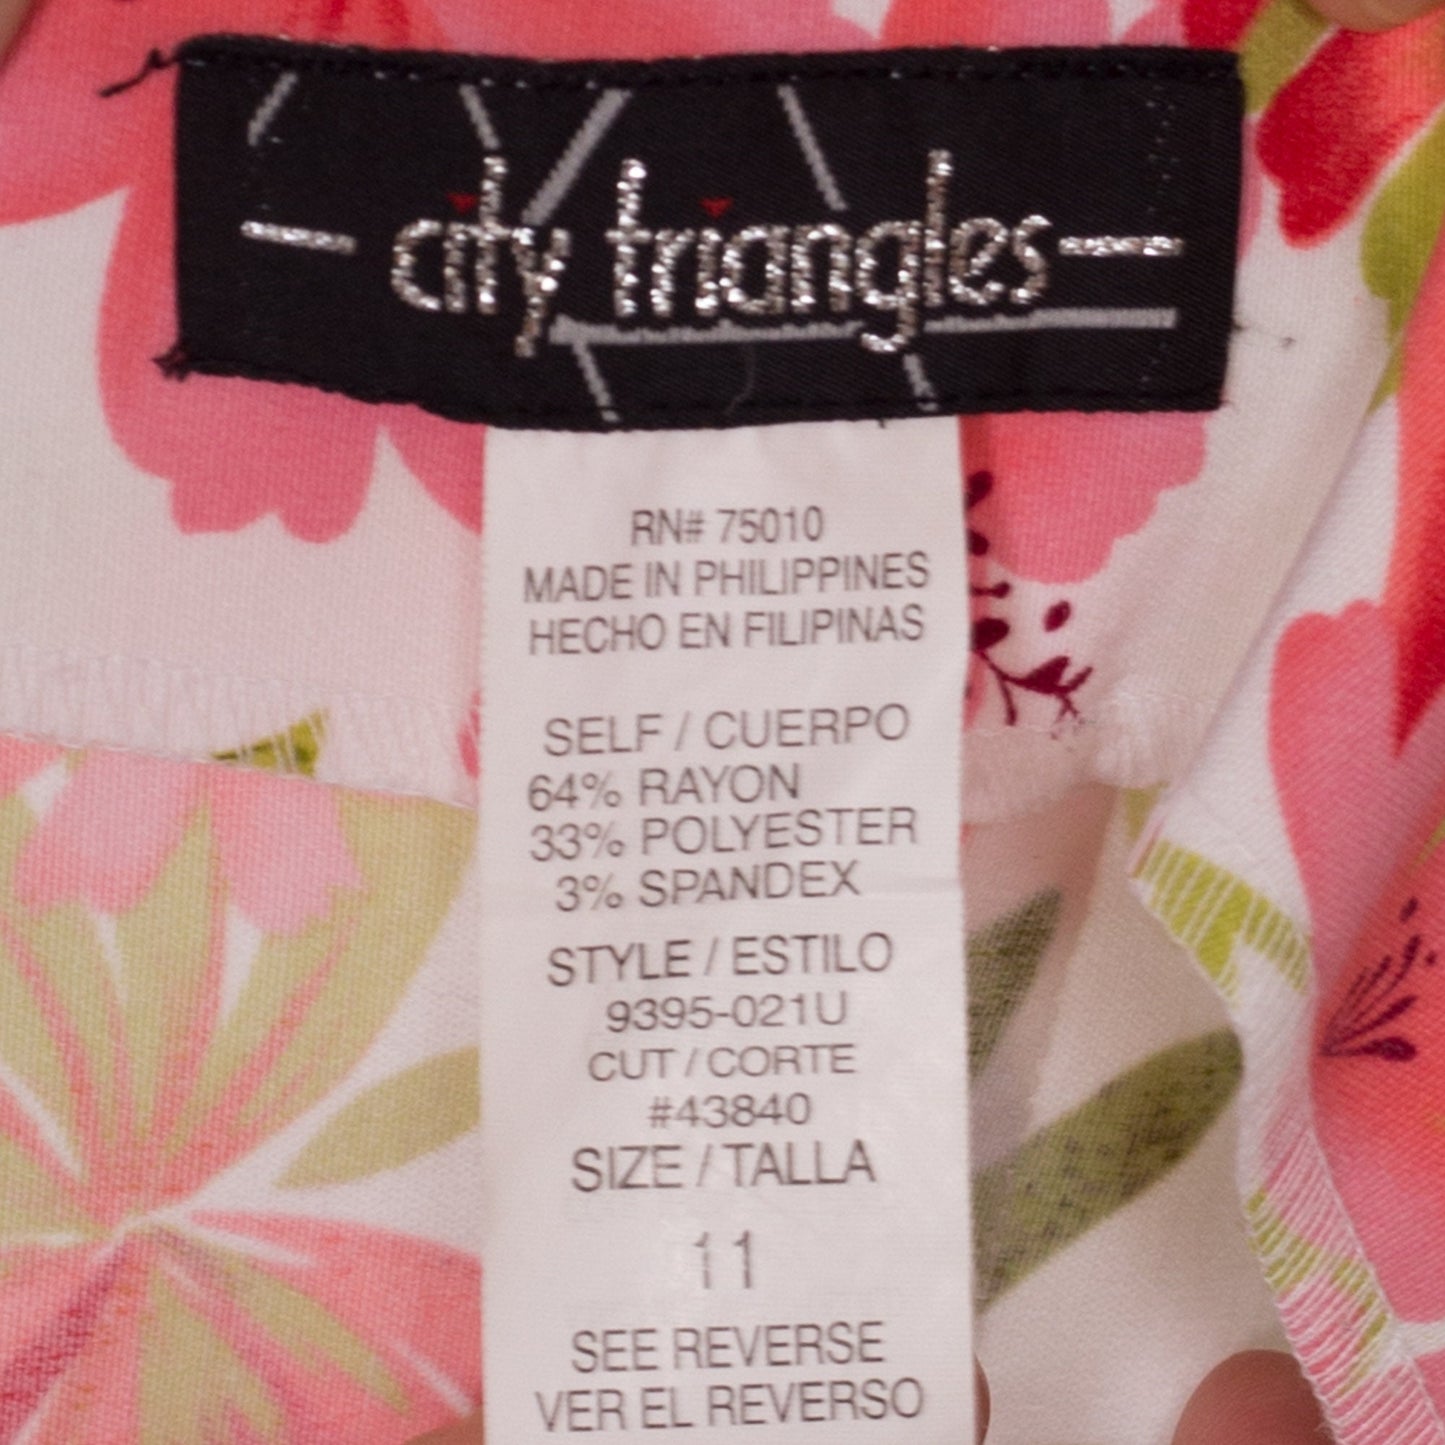 city triangles
RN# 75010
MADE IN PHILIPPINES
HECHO EN FILIPINAS
SELF / CUERPO
64% RAYON
33% POLYESTER
3% SPANDEX
STYLE / ESTILO
9395-021U
CUT / CORTE
#43840
SIZE / TALLA
11
SEE REVERSE
VER EL REVERSO